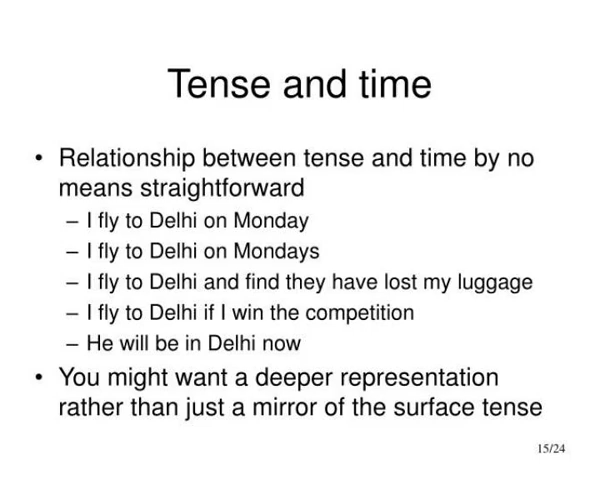 Tense and time
• Relationship between tense and time by no
means straightforward
– I fly to Delhi on Monday
– I fly to Delhi on Mondays
– I fly to Delhi and find they have lost my luggage
– I fly to Delhi if I win the competition
– He will be in Delhi now
• You might want a deeper representation
rather than just a mirror of the surface tense
15/24